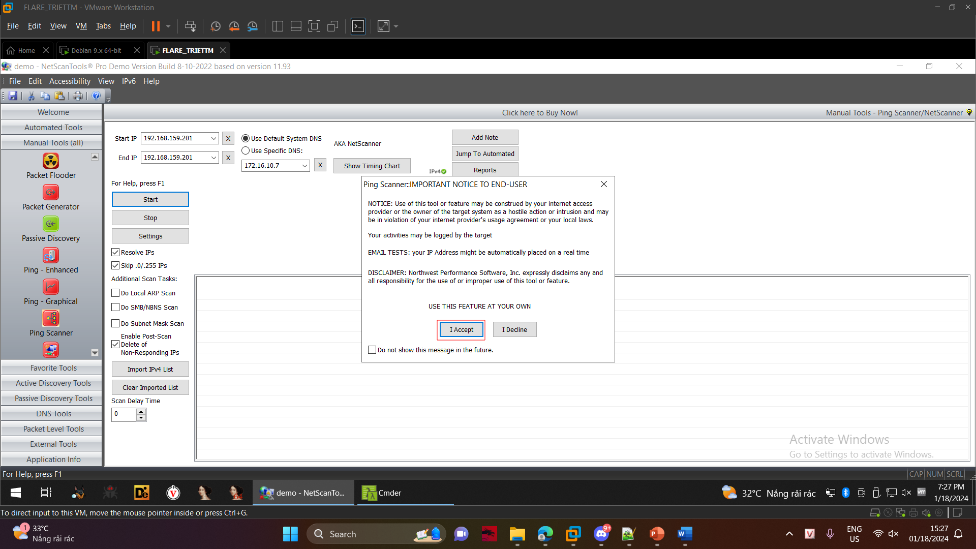 FLARE_TRIETTM - VMware Workstation
File Edit View VM Tabs Help
Home Debian 9.x 64-bit FLARE_TRIETTM
demo - NetScanTools® Pro Demo Version Build 8-10-2022 based on version 11.93
File Edit Accessibility View IPv6 Help
Welcome
Automated Tools
Manual Tools (all)
Packet Flooder
Packet Generator
Passive Discovery
Ping - Enhanced
Ping - Graphical
Ping Scanner
Favorite Tools
Active Discovery Tools
Passive Discovery Tools
DNS Tools
Packet Level Tools
External Tools
Application Info
Click here to Buy Now!
Manual Tools - Ping Scanner/NetScanner
Start IP 192.168.159.201 X
End IP 192.168.159.201 X
Use Default System DNS
Use Specific DNS:
172.16.10.7 X
AKA NetScanner
Show Timing Chart
IPv4
Add Note
Jump To Automated
Reports
For Help, press F1
Start
Stop
Settings
Resolve IPs
Skip .0/.255 IPs
Additional Scan Tasks:
Do Local ARP Scan
Do SMB/NBNS Scan
Do Subnet Mask Scan
Enable Post-Scan
Delete of
Non-Responding IPs
Import IPv4 List
Clear Imported List
Scan Delay Time
0
Ping Scanner:IMPORTANT NOTICE TO END-USER
NOTICE: Use of this tool or feature may be construed by your internet access
provider or the owner of the target system as a hostile action or intrusion and may
be in violation of your internet provider's usage agreement or your local laws.
Your activities may be logged by the target
EMAIL TESTS: your IP Address might be automatically placed on a real time
DISCLAIMER: Northwest Performance Software, Inc. expressly disclaims any and
all responsibility for the use of or improper use of this tool or feature.
USE THIS FEATURE AT YOUR OWN
I Accept I Decline
Do not show this message in the future.
Activate Windows
Go to Settings to activate Windows.
For Help, press F1
CAP NUM SCRL
demo - NetScanTo... Cmder
32°C Nắng rải rác
7:27 PM
1/18/2024
To direct input to this VM, move the mouse pointer inside or press Ctrl+G.
33°C
Nắng rải rác
Search
ENG
US
15:27
01/18/2024